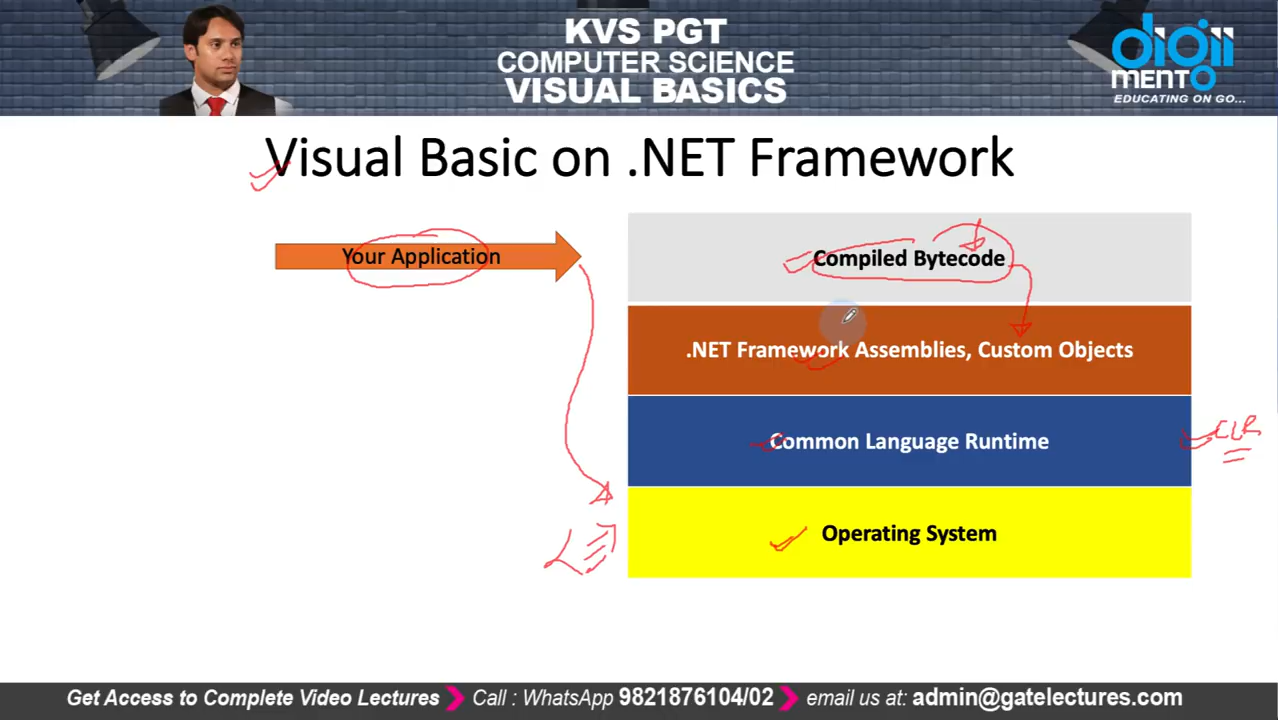 KVS PGT
COMPUTER SCIENCE
VISUAL BASICS
digii
mento
EDUCATING ON GO...
Visual Basic on .NET Framework
Your Application
Compiled Bytecode
.NET Framework Assemblies, Custom Objects
Common Language Runtime
CLR
Operating System
Get Access to Complete Video Lectures
Call : WhatsApp 9821876104/02
email us at: admin@gatelectures.com